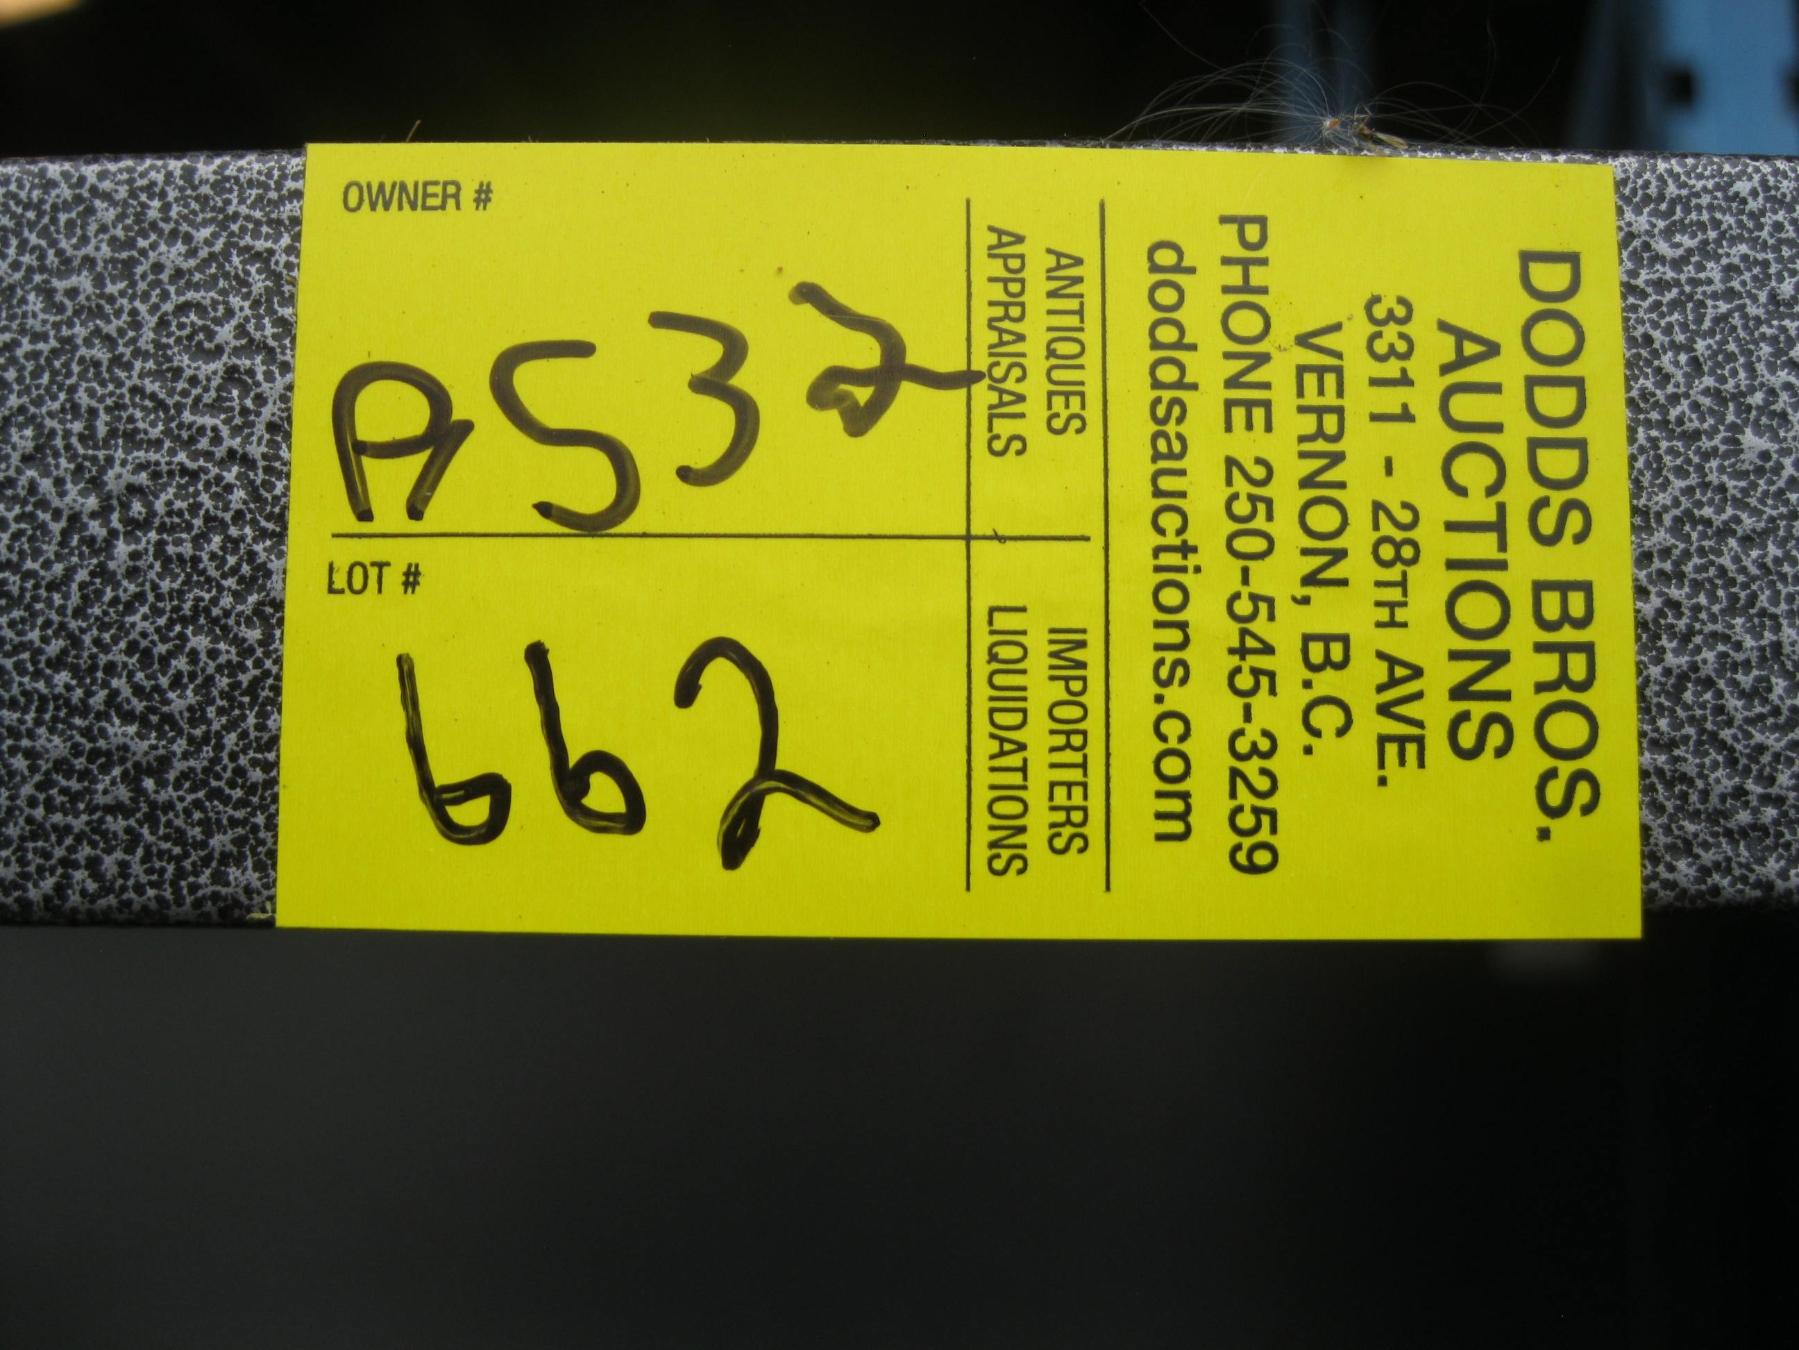 DODDS BROS.
AUCTIONS
3311 - 28TH AVE.
VERNON, B.C.
PHONE 250-545-3259
doddsauctions.com
ANTIQUES IMPORTERS
APPRAISALS LIQUIDATIONS
OWNER #
A532
LOT #
662